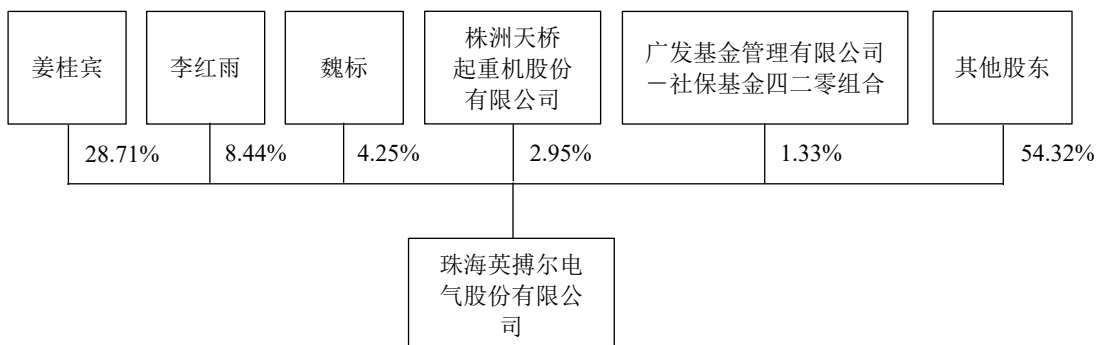 姜桂宾
李红雨
魏标
株洲天桥
起重机股份
有限公司
广发基金管理有限公司
－社保基金四二零组合
其他股东
28.71%
8.44%
4.25%
2.95%
1.33%
54.32%
珠海英搏尔电
气股份有限公
司